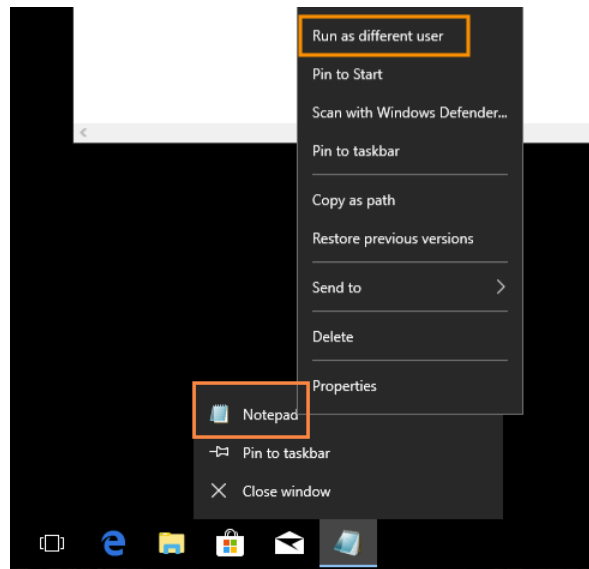 Run as different user
Pin to Start
Scan with Windows Defender...
Pin to taskbar
Copy as path
Restore previous versions
Send to
Delete
Properties
Notepad
Pin to taskbar
Close window